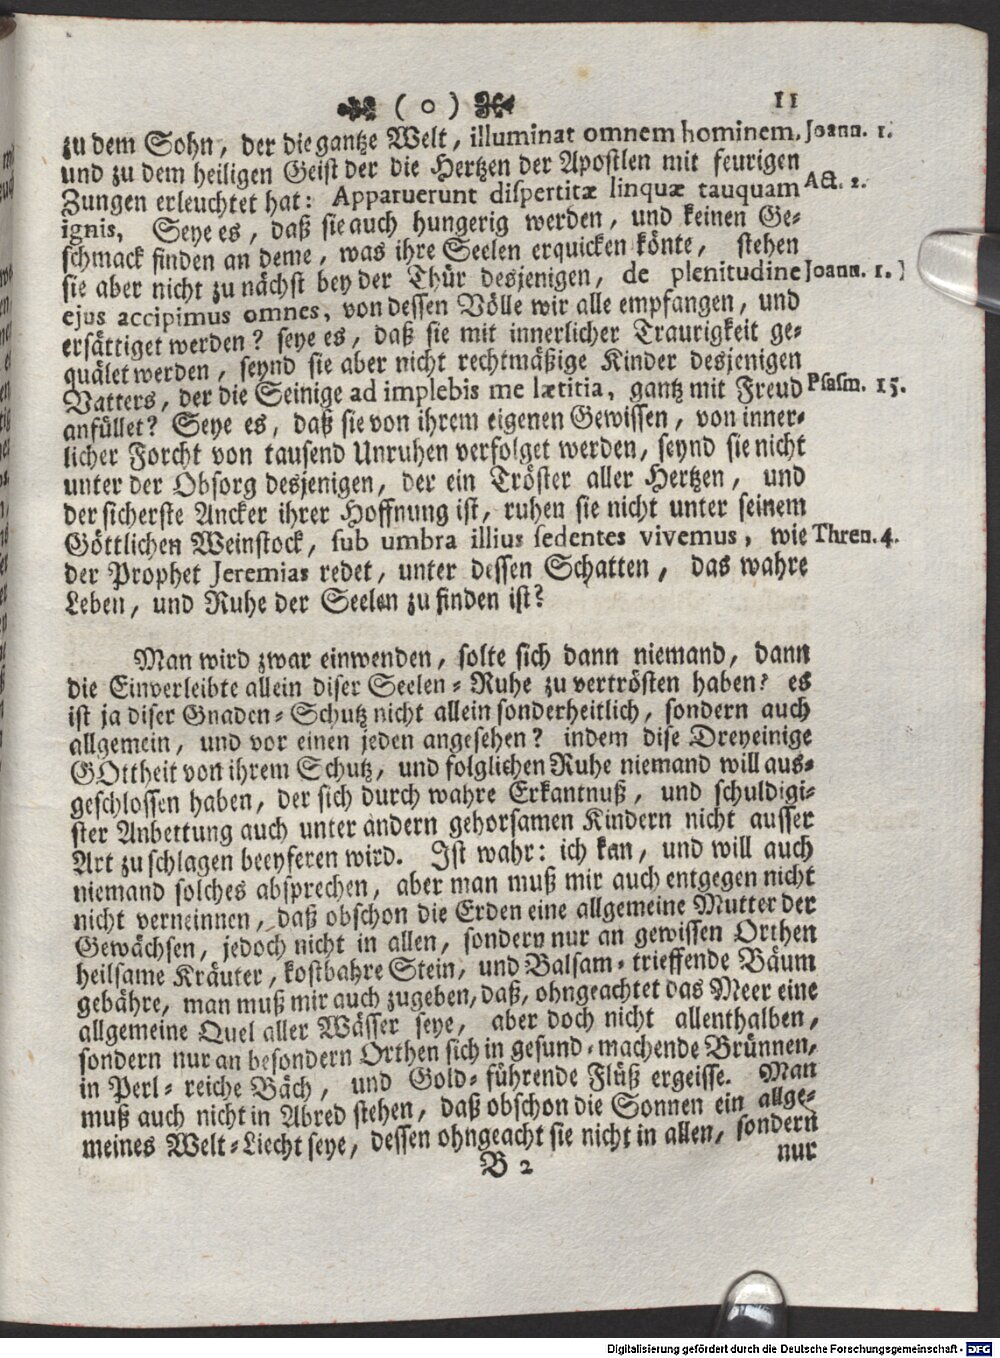 ( o ) 11
zu dem Sohn, der die gantze Welt, illuminat omnem hominem, Joann. 1.
und zu dem heiligen Geist der die Hertzen der Apostlen mit feurigen
Zungen erleuchtet hat: Apparuerunt dispertitæ linquæ tauquam Act. 2.
ignis, Seye es, daß sie auch hungerig werden, und keinen Ge-
schmack finden an deme, was ihre Seelen erquicken könte, stehen
sie aber nicht zu nächst bey der Thür desjenigen, de plenitudine Joann. 1.
ejus accipimus omnes, von dessen Völle wir alle empfangen, und
ersättiget werden? seye es, daß sie mit innerlicher Traurigkeit ge-
quälet werden, seynd sie aber nicht rechtmäßige Kinder desjenigen
Vatters, der die Seinige ad implebis me lætitia, gantz mit Freud Psalm. 15.
anfüllet? Seye es, daß sie von ihrem eigenen Gewissen, von inner-
licher Forcht von tausend Unruhen verfolget werden, seynd sie nicht
unter der Obsorg desjenigen, der ein Tröster aller Hertzen, und
der sicherste Ancker ihrer Hoffnung ist, ruhen sie nicht unter seinem
Göttlichen Weinstock, sub umbra illius sedentes vivemus, wie Thren. 4.
der Prophet Jeremias redet, unter dessen Schatten, das wahre
Leben, und Ruhe der Seelen zu finden ist?
Man wird zwar einwenden, solte sich dann niemand, dann
die Einverleibte allein diser Seelen-Ruhe zu vertrösten haben? es
ist ja diser Gnaden-Schutz nicht allein sonderheitlich, sondern auch
allgemein, und vor einen jeden angesehen? indem dise Dreyeinige
GOttheit von ihrem Schutz, und folglichen Ruhe niemand will aus-
geschlossen haben, der sich durch wahre Erkantnuß, und schuldigi-
ster Anbettung auch unter andern gehorsamen Kindern nicht ausser
Art zu schlagen beeyferen wird. Ist wahr: ich kan, und will auch
niemand solches absprechen, aber man muß mir auch entgegen nicht
nicht verneinnen, daß obschon die Erden eine allgemeine Mutter der
Gewächsen, jedoch nicht in allen, sondern nur an gewissen Orthen
heilsame Kräuter, kostbahre Stein, und Balsam-trieffende Bäum
gebähre, man muß mir auch zugeben, daß, ohngeachtet das Meer eine
allgemeine Quel aller Wässer seye, aber doch nicht allenthalben,
sondern nur an besondern Orthen sich in gesund-machende Brünnen,
in Perl-reiche Bäch, und Gold-führende Flüß ergeisse. Man
muß auch nicht in Abred stehen, daß obschon die Sonnen ein allge-
meines Welt-Liecht seye, dessen ohngeacht sie nicht in allen, sondern
B 2 nur
Digitalisierung gefördert durch die Deutsche Forschungsgemeinschaft - DFG